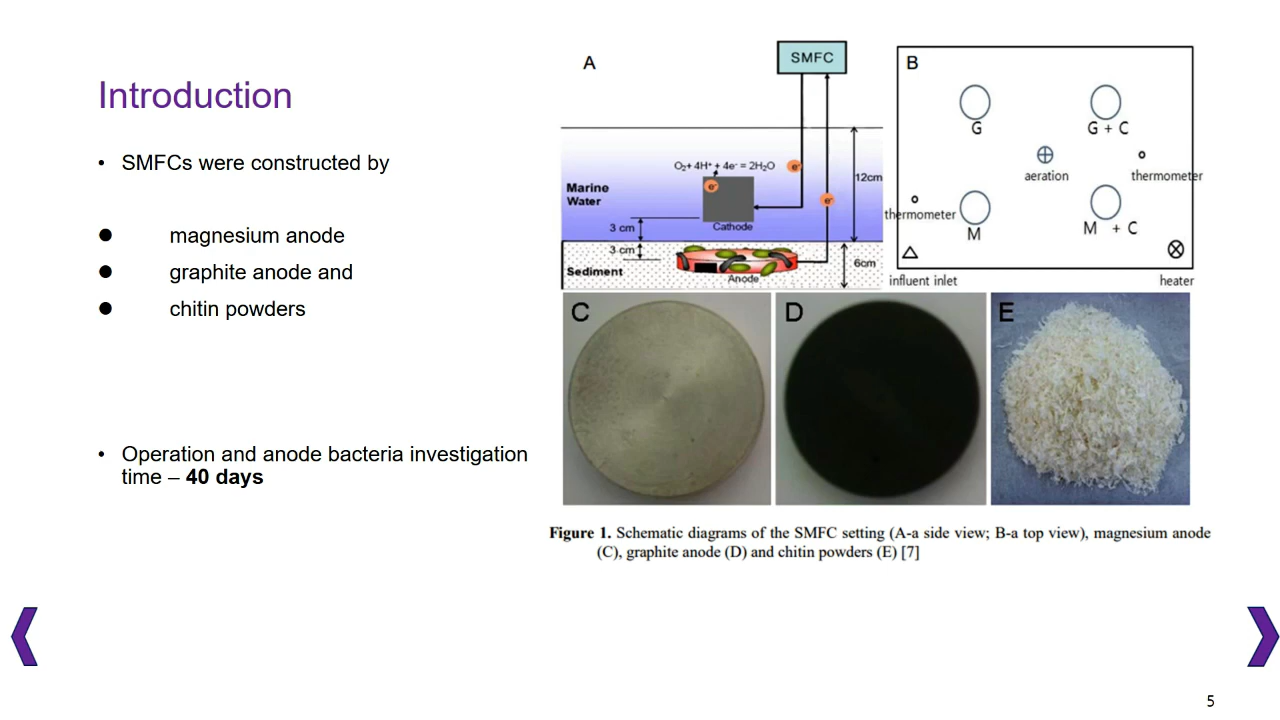 Introduction
• SMFCs were constructed by
● magnesium anode
● graphite anode and
● chitin powders
• Operation and anode bacteria investigation
time – 40 days
A
SMFC
O₂+ 4H⁺ + 4e⁻ = 2H₂O
e⁻
e⁻
e⁻
12cm
Marine
Water
3 cm
Cathode
3 cm
Sediment
Anode
6cm
B
G
G + C
aeration
thermometer
thermometer
M
M + C
influent inlet
heater
C
D
E
Figure 1. Schematic diagrams of the SMFC setting (A-a side view; B-a top view), magnesium anode
(C), graphite anode (D) and chitin powders (E) [7]
5